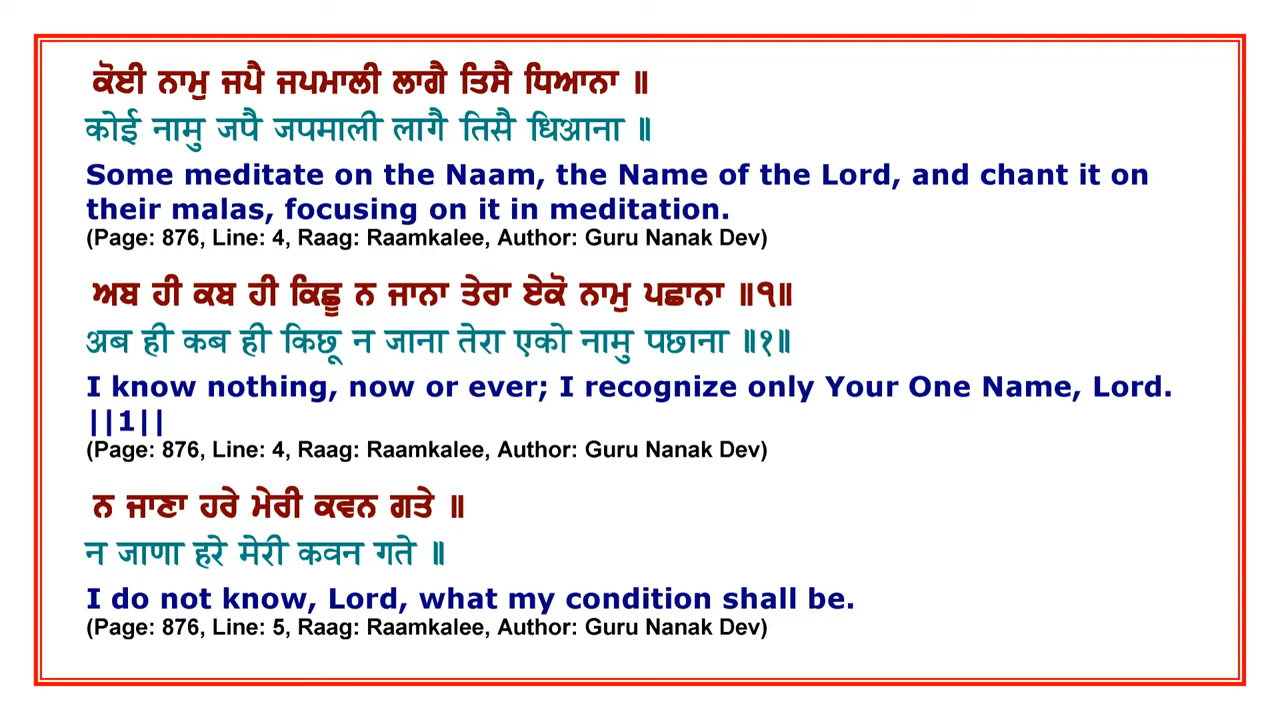 ਕੋਈ ਨਾਮੁ ਜਪੈ ਜਪਮਾਲੀ ਲਾਗੈ ਤਿਸੈ ਧਿਆਨਾ ॥
कोई नामु जपै जपमाली लागै तिसै धिआना ॥
Some meditate on the Naam, the Name of the Lord, and chant it on
their malas, focusing on it in meditation.
(Page: 876, Line: 4, Raag: Raamkalee, Author: Guru Nanak Dev)
ਅਬ ਹੀ ਕਬ ਹੀ ਕਿਛੂ ਨ ਜਾਨਾ ਤੇਰਾ ਏਕੋ ਨਾਮੁ ਪਛਾਨਾ ॥੧॥
अब ही कब ही किछू न जाना तेरा एको नामु पछाना ॥१॥
I know nothing, now or ever; I recognize only Your One Name, Lord.
||1||
(Page: 876, Line: 4, Raag: Raamkalee, Author: Guru Nanak Dev)
ਨ ਜਾਣਾ ਹਰੇ ਮੇਰੀ ਕਵਨ ਗਤੇ ॥
न जाणा हरे मेरी कवन गते ॥
I do not know, Lord, what my condition shall be.
(Page: 876, Line: 5, Raag: Raamkalee, Author: Guru Nanak Dev)